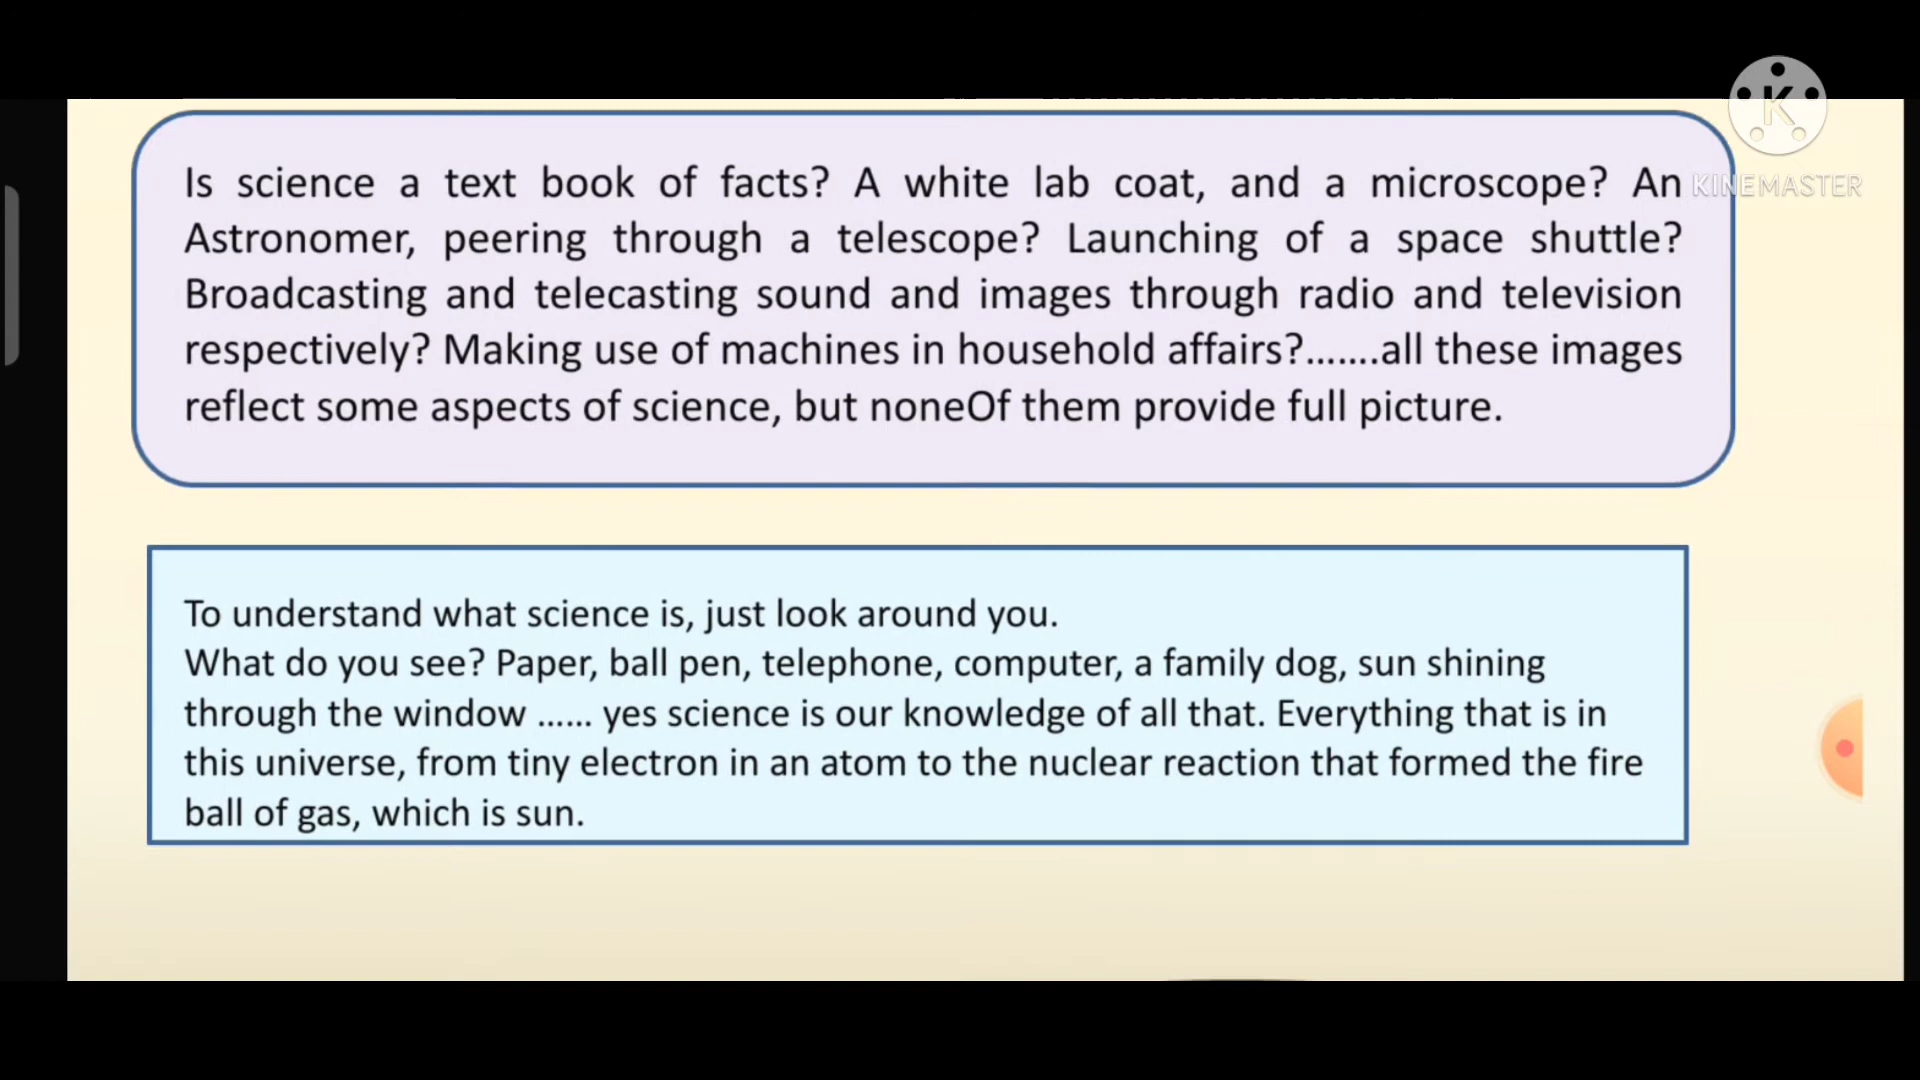 Is science a text book of facts? A white lab coat, and a microscope? An
Astronomer, peering through a telescope? Launching of a space shuttle?
Broadcasting and telecasting sound and images through radio and television
respectively? Making use of machines in household affairs?.......all these images
reflect some aspects of science, but noneOf them provide full picture.
K
KINEMASTER
To understand what science is, just look around you.
What do you see? Paper, ball pen, telephone, computer, a family dog, sun shining
through the window ...... yes science is our knowledge of all that. Everything that is in
this universe, from tiny electron in an atom to the nuclear reaction that formed the fire
ball of gas, which is sun.